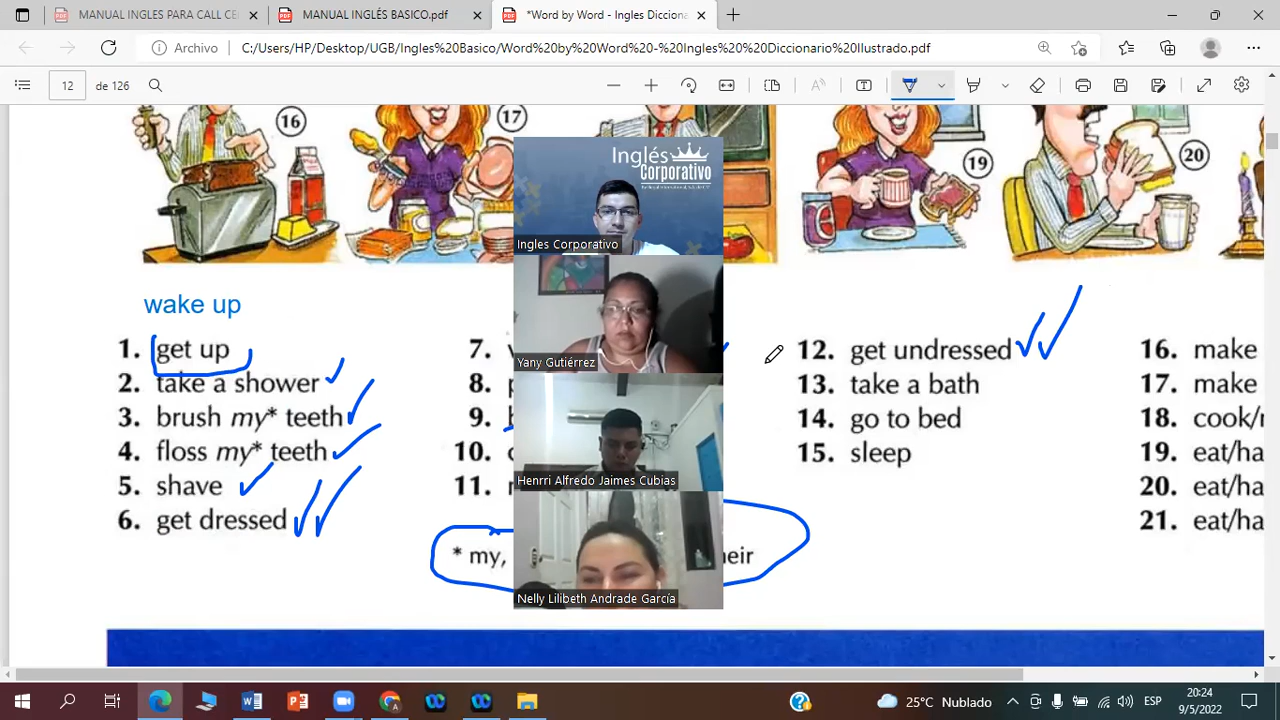 MANUAL INGLES PARA CALL CE
MANUAL INGLÉS BASICO.pdf
*Word by Word - Ingles Dicciona
Archivo
C:/Users/HP/Desktop/UGB/Ingles%20Basico/Word%20by%20Word%20-%20Ingles%20%20Diccionario%20Ilustrado.pdf
12 de 126
16
17
19
20
Inglés
Corporativo
Ingles Corporativo
Yany Gutiérrez
Henrri Alfredo Jaimes Cubias
Nelly Lilibeth Andrade García
wake up
1. get up
2. take a shower
3. brush my* teeth
4. floss my* teeth
5. shave
6. get dressed
7.
8.
9.
10.
11.
* my,
12. get undressed
13. take a bath
14. go to bed
15. sleep
16. make
17. make
18. cook/
19. eat/ha
20. eat/ha
21. eat/ha
25°C Nublado
ESP
20:24
9/5/2022